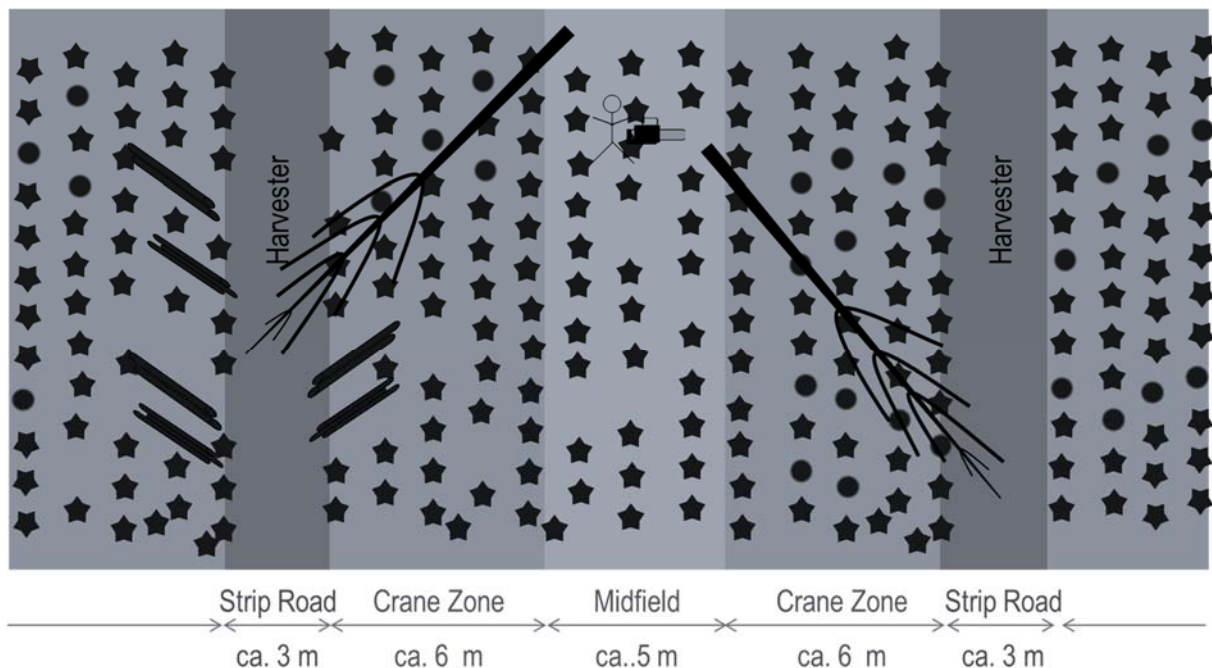 Harvester
Harvester
Strip Road
Crane Zone
Midfield
Crane Zone
Strip Road
ca. 3 m
ca. 6 m
ca..5 m
ca. 6 m
ca. 3 m